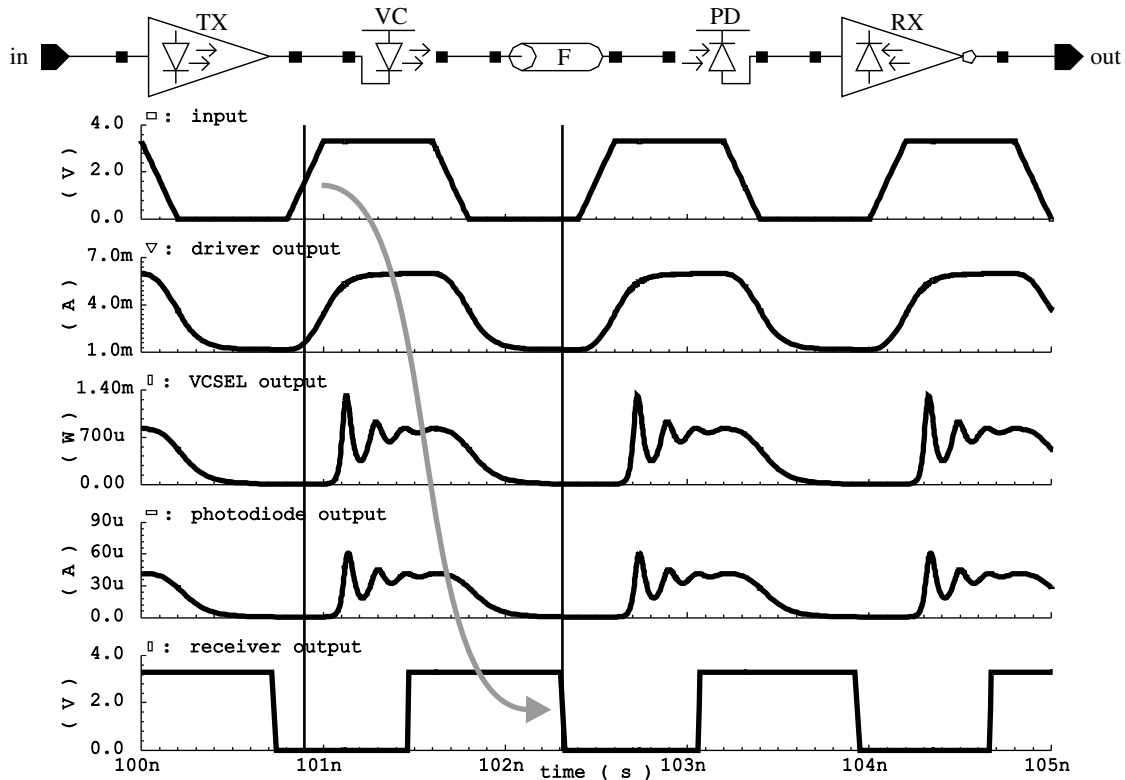 in TX VC F PD RX out
: input
4.0
( V )
2.0
0.0
: driver output
7.0m
( A )
4.0m
1.0m
: VCSEL output
1.40m
( W )
700u
0.00
: photodiode output
90u
( A )
60u
30u
0.0
: receiver output
4.0
( V )
2.0
0.0
100n 101n 102n 103n 104n 105n
time ( s )